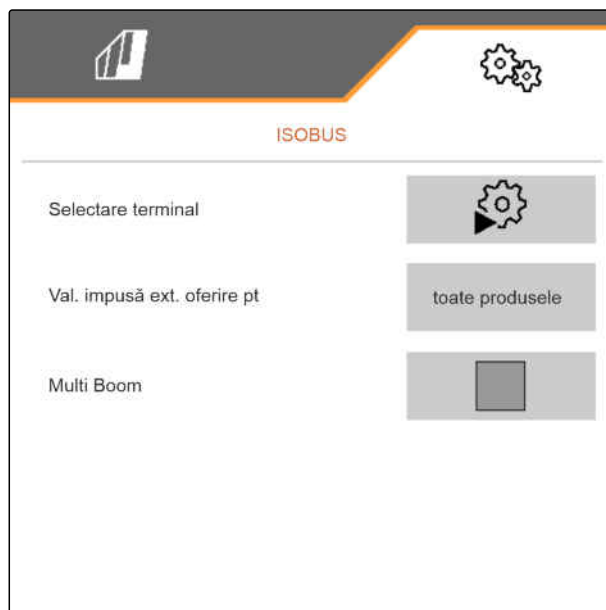 ISOBUS
Selectare terminal
Val. impusă ext. oferire pt
toate produsele
Multi Boom